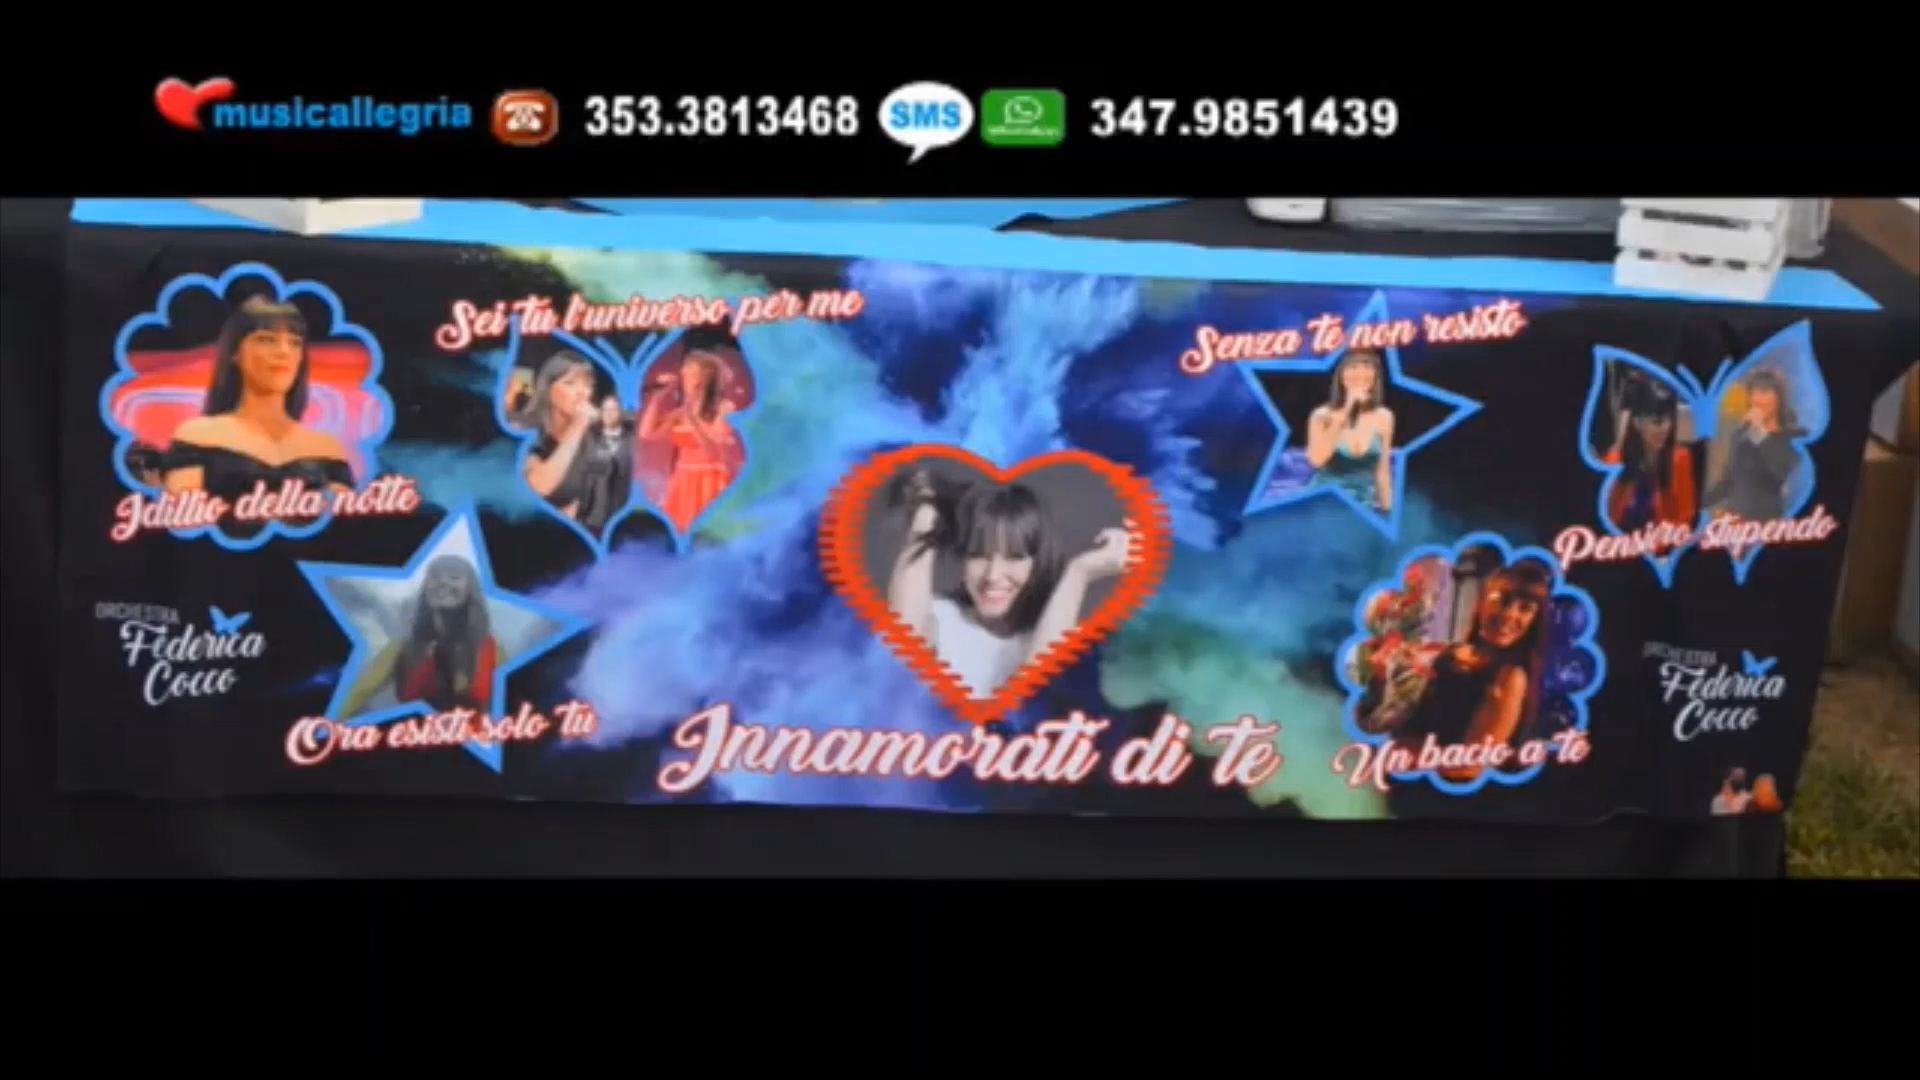 musicallegria 353.3813468 SMS 347.9851439
Sei tu l'universo per me
Senza te non resisto
Idillio della notte
Pensiero stupendo
ORCHESTRA
Federica
Cocco
Ora esisti solo tu
Innamorati di te
Un bacio a te
ORCHESTRA
Federica
Cocco